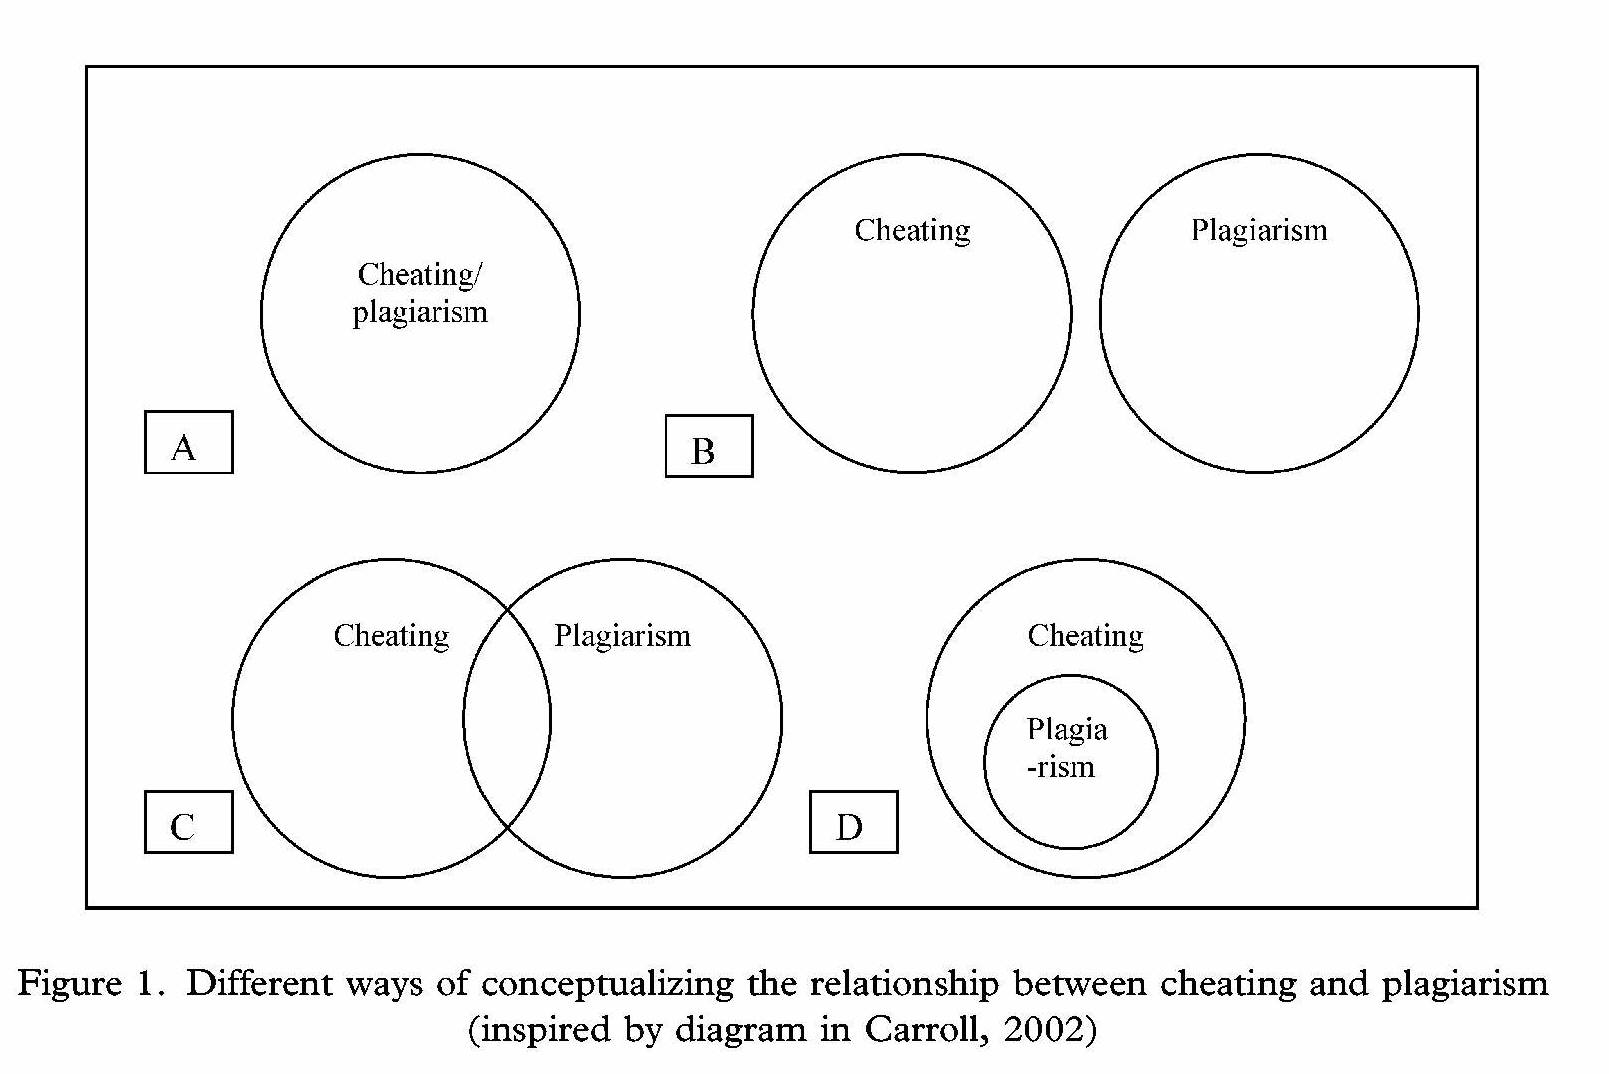 Cheating/
plagiarism
A
Cheating
Plagiarism
B
Cheating
Plagiarism
C
Cheating
Plagia
-rism
D
Figure 1. Different ways of conceptualizing the relationship between cheating and plagiarism
(inspired by diagram in Carroll, 2002)